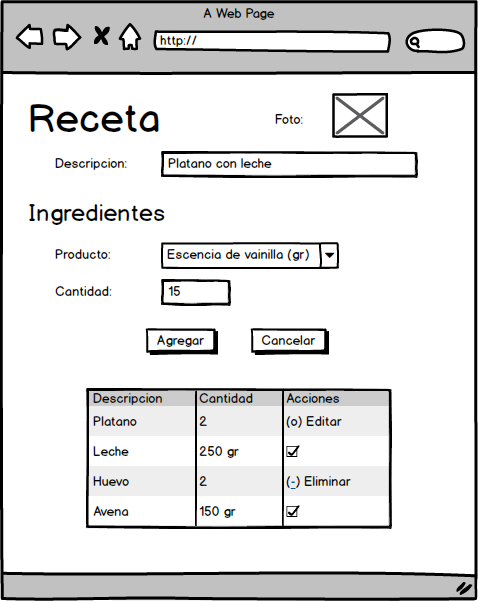 A Web Page
http://
Receta
Foto:
Descripcion: Platano con leche
Ingredientes
Producto: Escencia de vainilla (gr)
Cantidad: 15
Agregar Cancelar
Descripcion Cantidad Acciones
Platano 2 (o) Editar
Leche 250 gr
Huevo 2 (-) Eliminar
Avena 150 gr